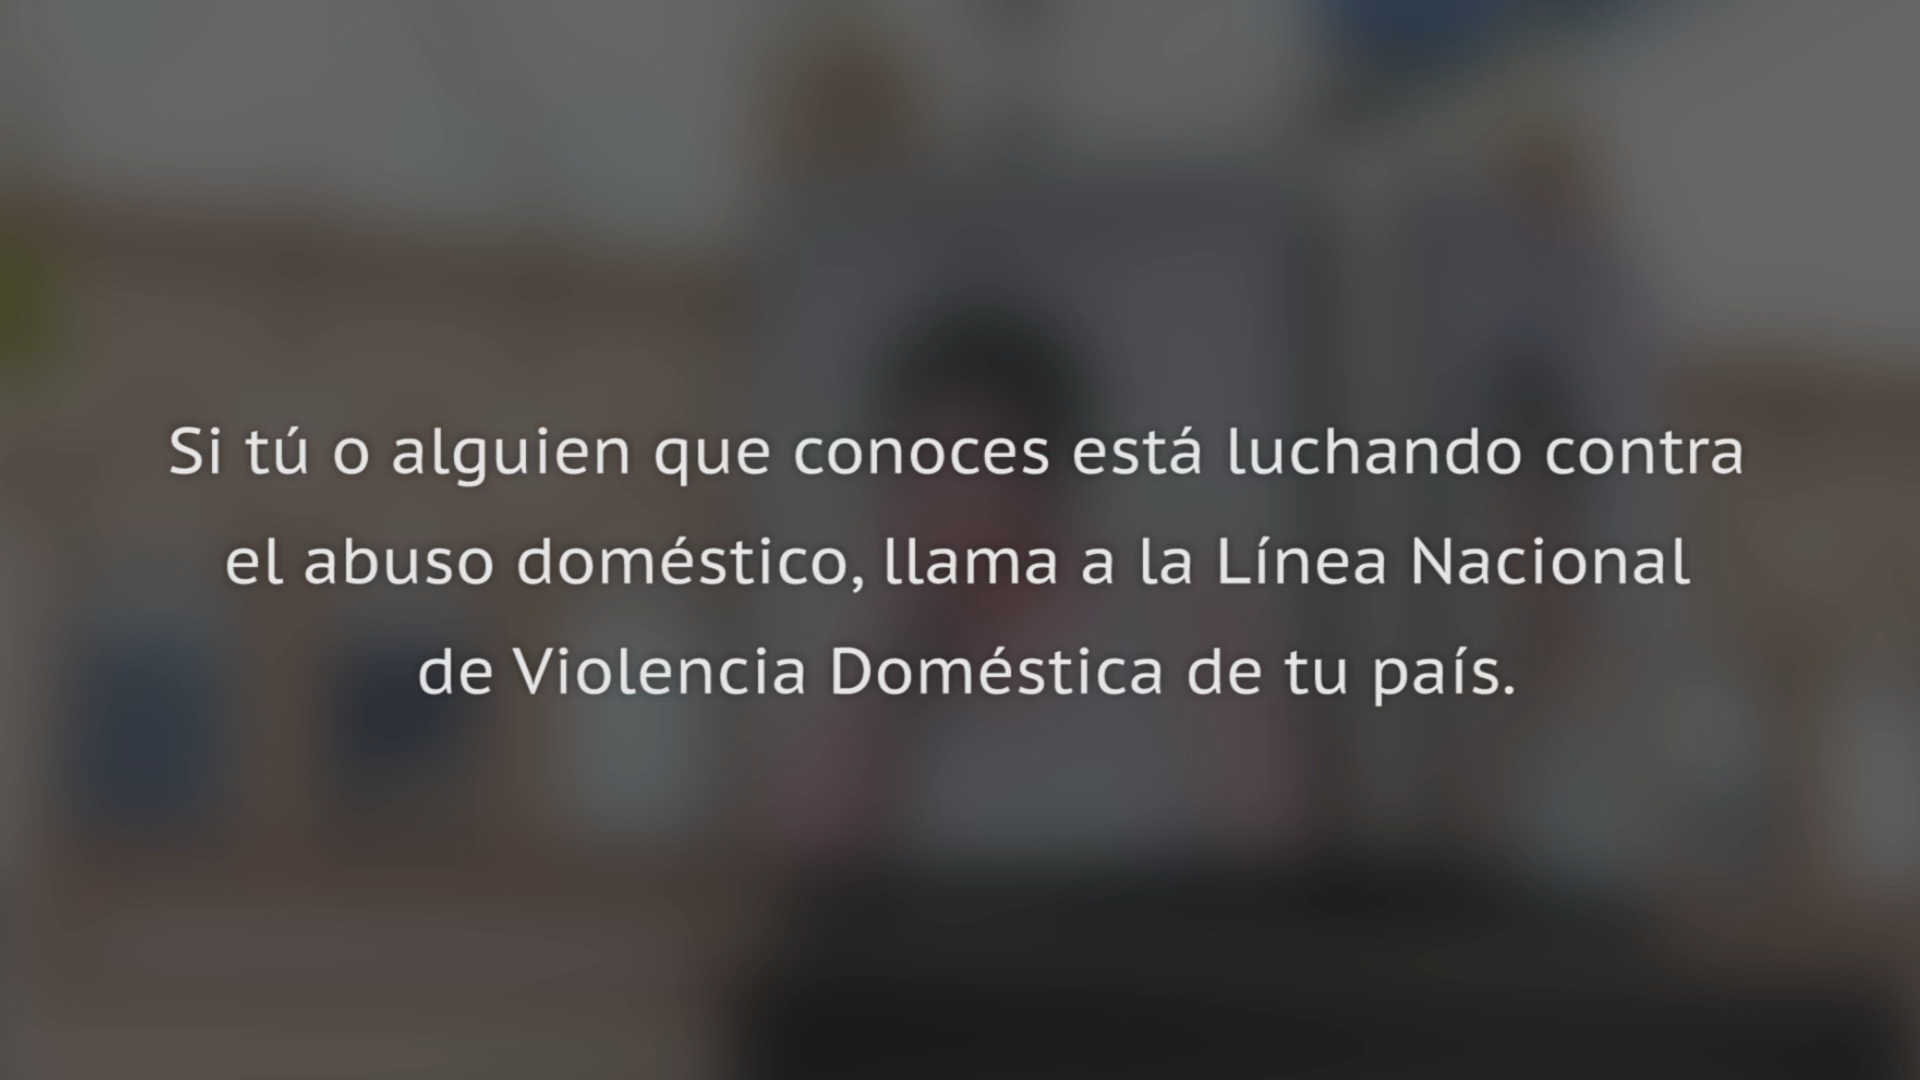 Si tú o alguien que conoces está luchando contra
el abuso doméstico, llama a la Línea Nacional
de Violencia Doméstica de tu país.